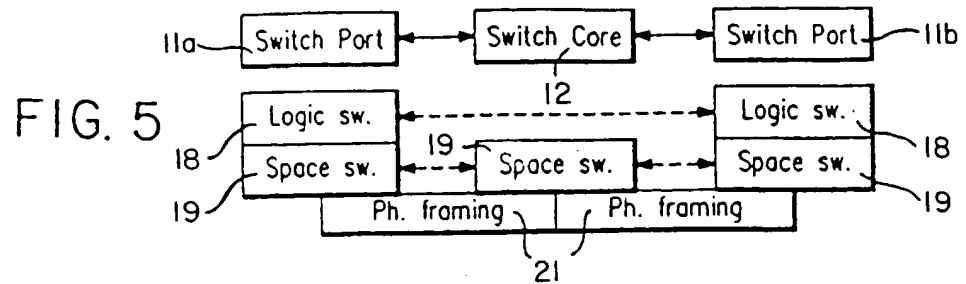 11a Switch Port Switch Core Switch Port 11b
12
FIG. 5
Logic sw. Logic sw.
18 19 18
Space sw. Space sw. Space sw.
19 19
Ph. framing Ph. framing
21